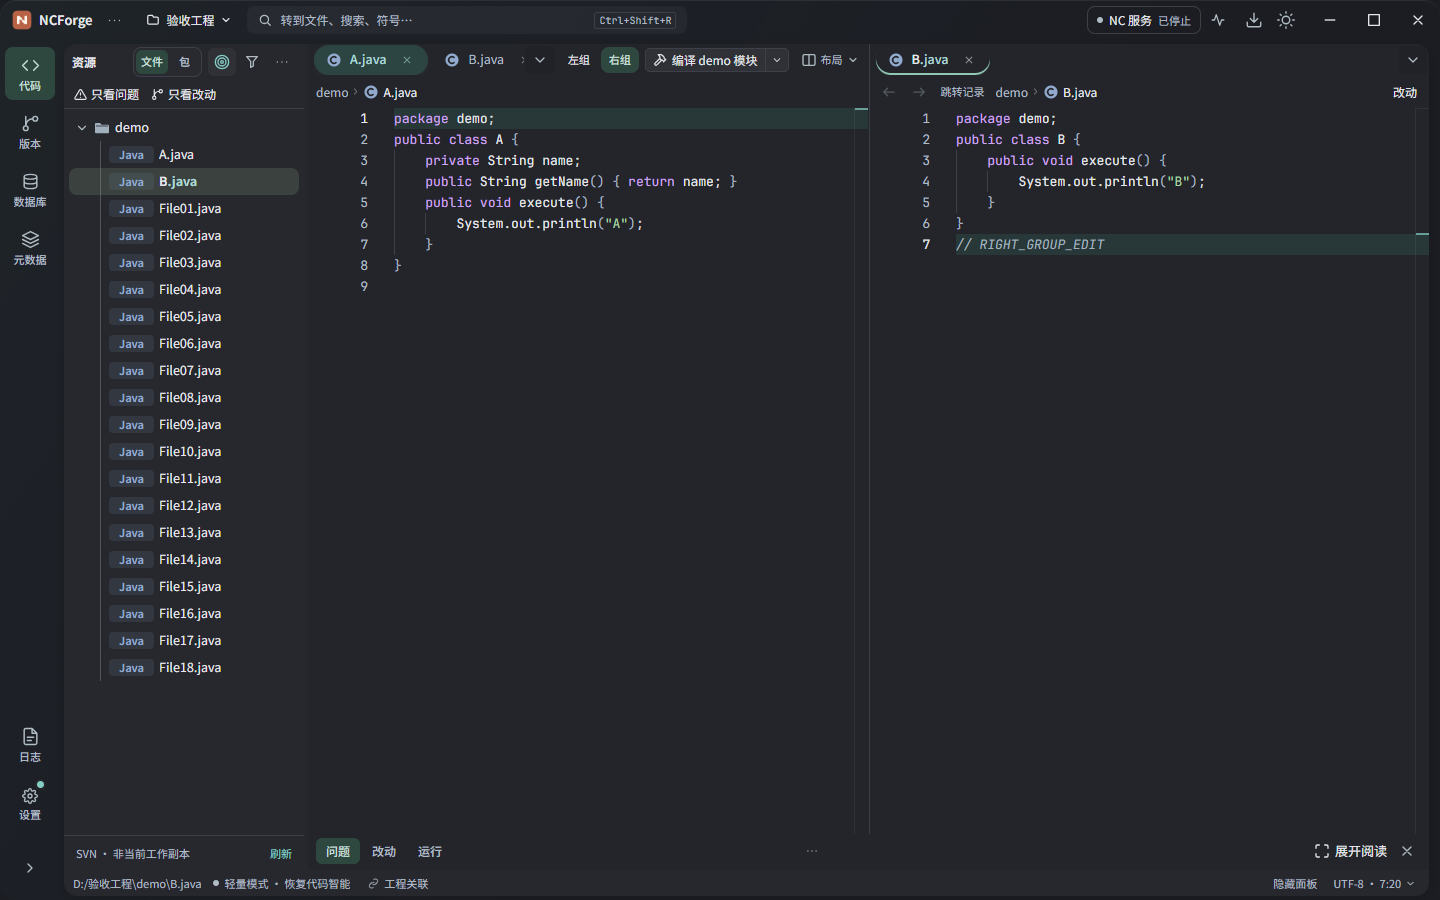 NCForge ··· 验收工程 转到文件、搜索、符号… Ctrl+Shift+R NC 服务 已停止
代码
版本
数据库
元数据
日志
设置
资源 文件 包 ···
只看问题 只看改动
demo
Java A.java
Java B.java
Java File01.java
Java File02.java
Java File03.java
Java File04.java
Java File05.java
Java File06.java
Java File07.java
Java File08.java
Java File09.java
Java File10.java
Java File11.java
Java File12.java
Java File13.java
Java File14.java
Java File15.java
Java File16.java
Java File17.java
Java File18.java
SVN · 非当前工作副本 刷新
A.java × B.java 左组 右组 编译 demo 模块 布局
demo › A.java
1 package demo;
2 public class A {
3 private String name;
4 public String getName() { return name; }
5 public void execute() {
6 System.out.println("A");
7 }
8 }
9
B.java ×
跳转记录 demo › B.java 改动
1 package demo;
2 public class B {
3 public void execute() {
4 System.out.println("B");
5 }
6 }
7 // RIGHT_GROUP_EDIT
问题 改动 运行 ··· 展开阅读 ×
D:/验收工程\demo\B.java 轻量模式 · 恢复代码智能 工程关联 隐藏面板 UTF-8 · 7:20